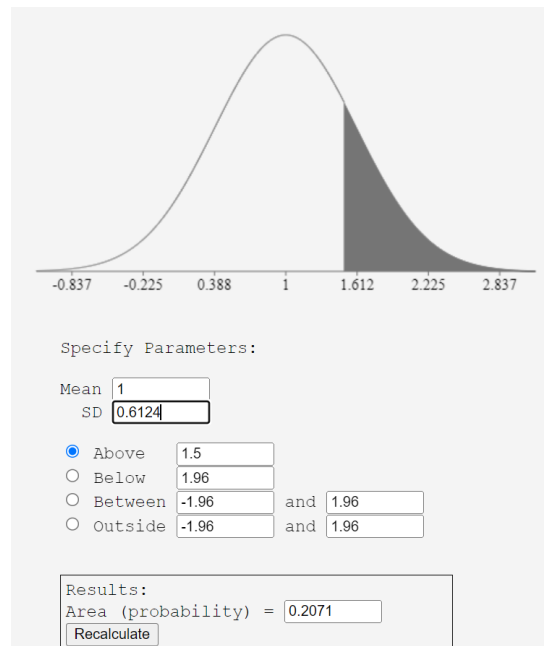 -0.837 -0.225 0.388 1 1.612 2.225 2.837
Specify Parameters:
Mean 1
SD 0.6124
Above 1.5
Below 1.96
Between -1.96 and 1.96
Outside -1.96 and 1.96
Results:
Area (probability) = 0.2071
Recalculate